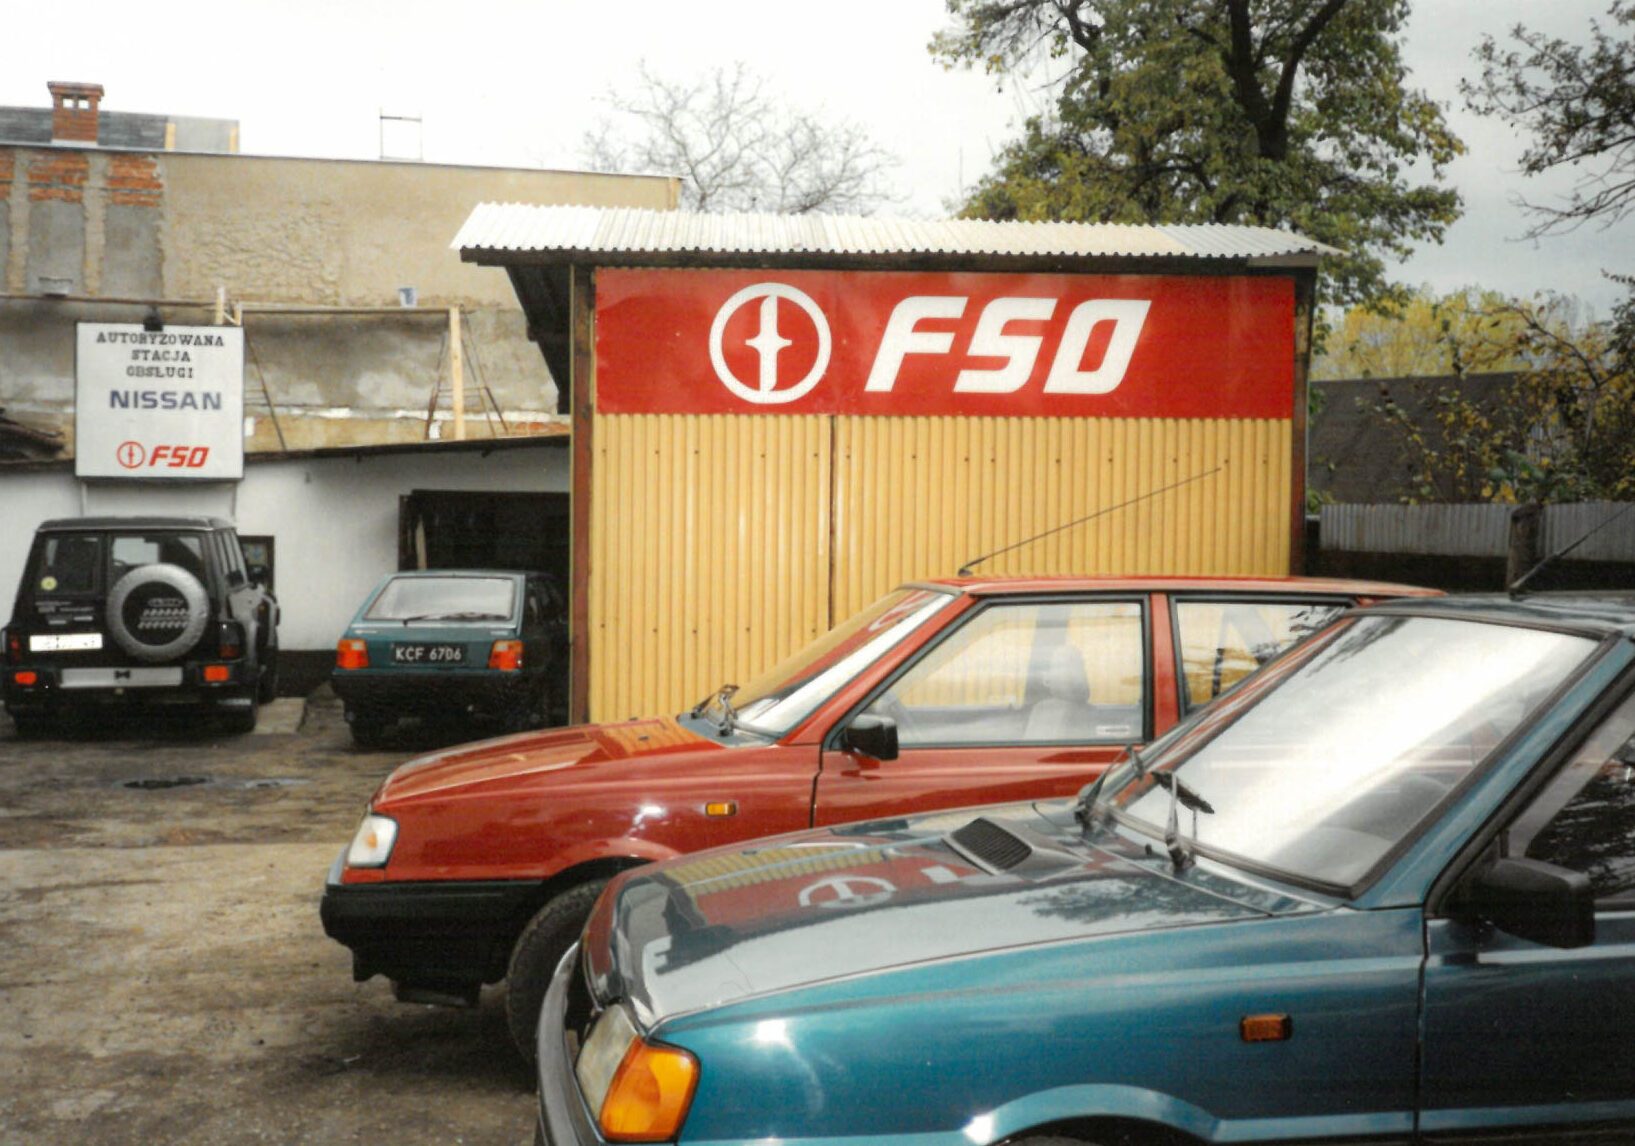 AUTORYZOWANA
STACJA
OBSŁUGI
NISSAN
FSO
FSO
KCF 6706